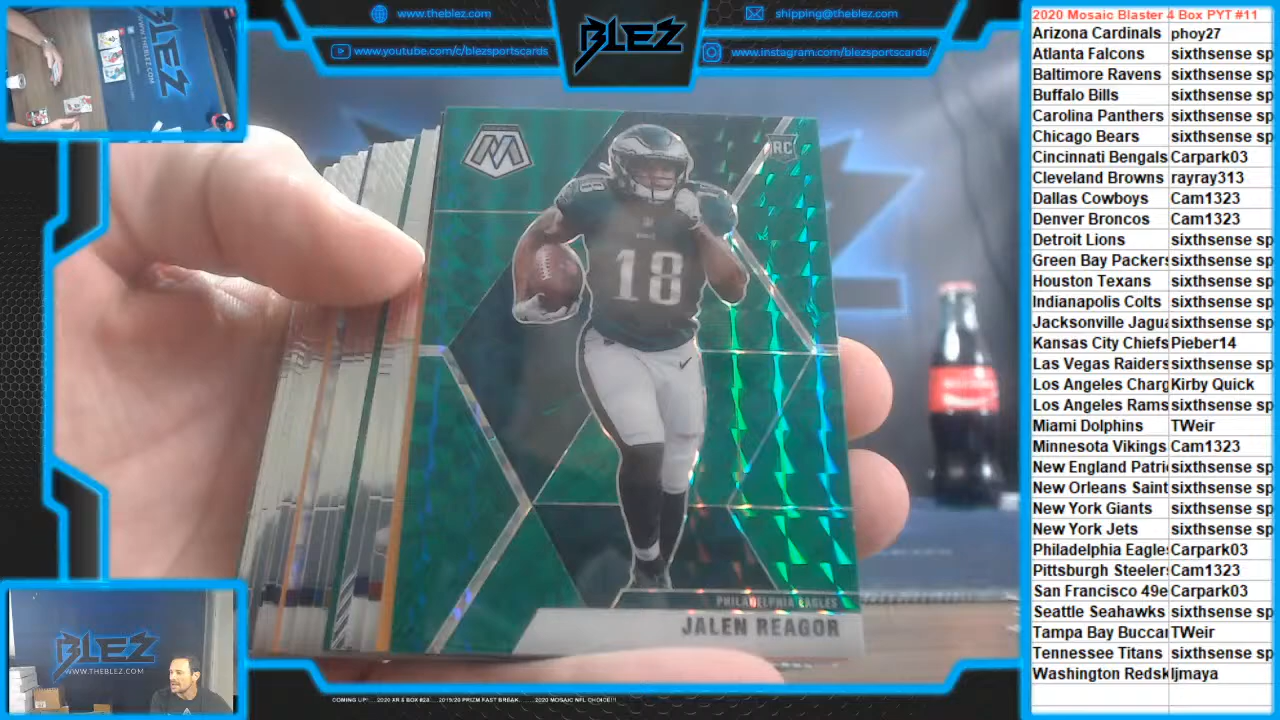 www.theblez.com
shipping@theblez.com
www.youtube.com/c/blezsportscards
www.instagram.com/blezsportscards/
BLEZ
BLEZ
RC
18
18
PHILADELPHIA EAGLES
JALEN REAGOR
BLEZ
WWW.THEBLEZ.COM
2020 Mosaic Blaster 4 Box PYT #11
Arizona Cardinals phoy27
Atlanta Falcons sixthsense sp
Baltimore Ravens sixthsense sp
Buffalo Bills sixthsense sp
Carolina Panthers sixthsense sp
Chicago Bears sixthsense sp
Cincinnati Bengals Carpark03
Cleveland Browns rayray313
Dallas Cowboys Cam1323
Denver Broncos Cam1323
Detroit Lions sixthsense sp
Green Bay Packers sixthsense sp
Houston Texans sixthsense sp
Indianapolis Colts sixthsense sp
Jacksonville Jagua sixthsense sp
Kansas City Chiefs Pieber14
Las Vegas Raiders sixthsense sp
Los Angeles Charg Kirby Quick
Los Angeles Rams sixthsense sp
Miami Dolphins TWeir
Minnesota Vikings Cam1323
New England Patri sixthsense sp
New Orleans Saint sixthsense sp
New York Giants sixthsense sp
New York Jets sixthsense sp
Philadelphia Eagle Carpark03
Pittsburgh Steeler Cam1323
San Francisco 49e Carpark03
Seattle Seahawks sixthsense sp
Tampa Bay Buccar TWeir
Tennessee Titans sixthsense sp
Washington Redsk ljmaya